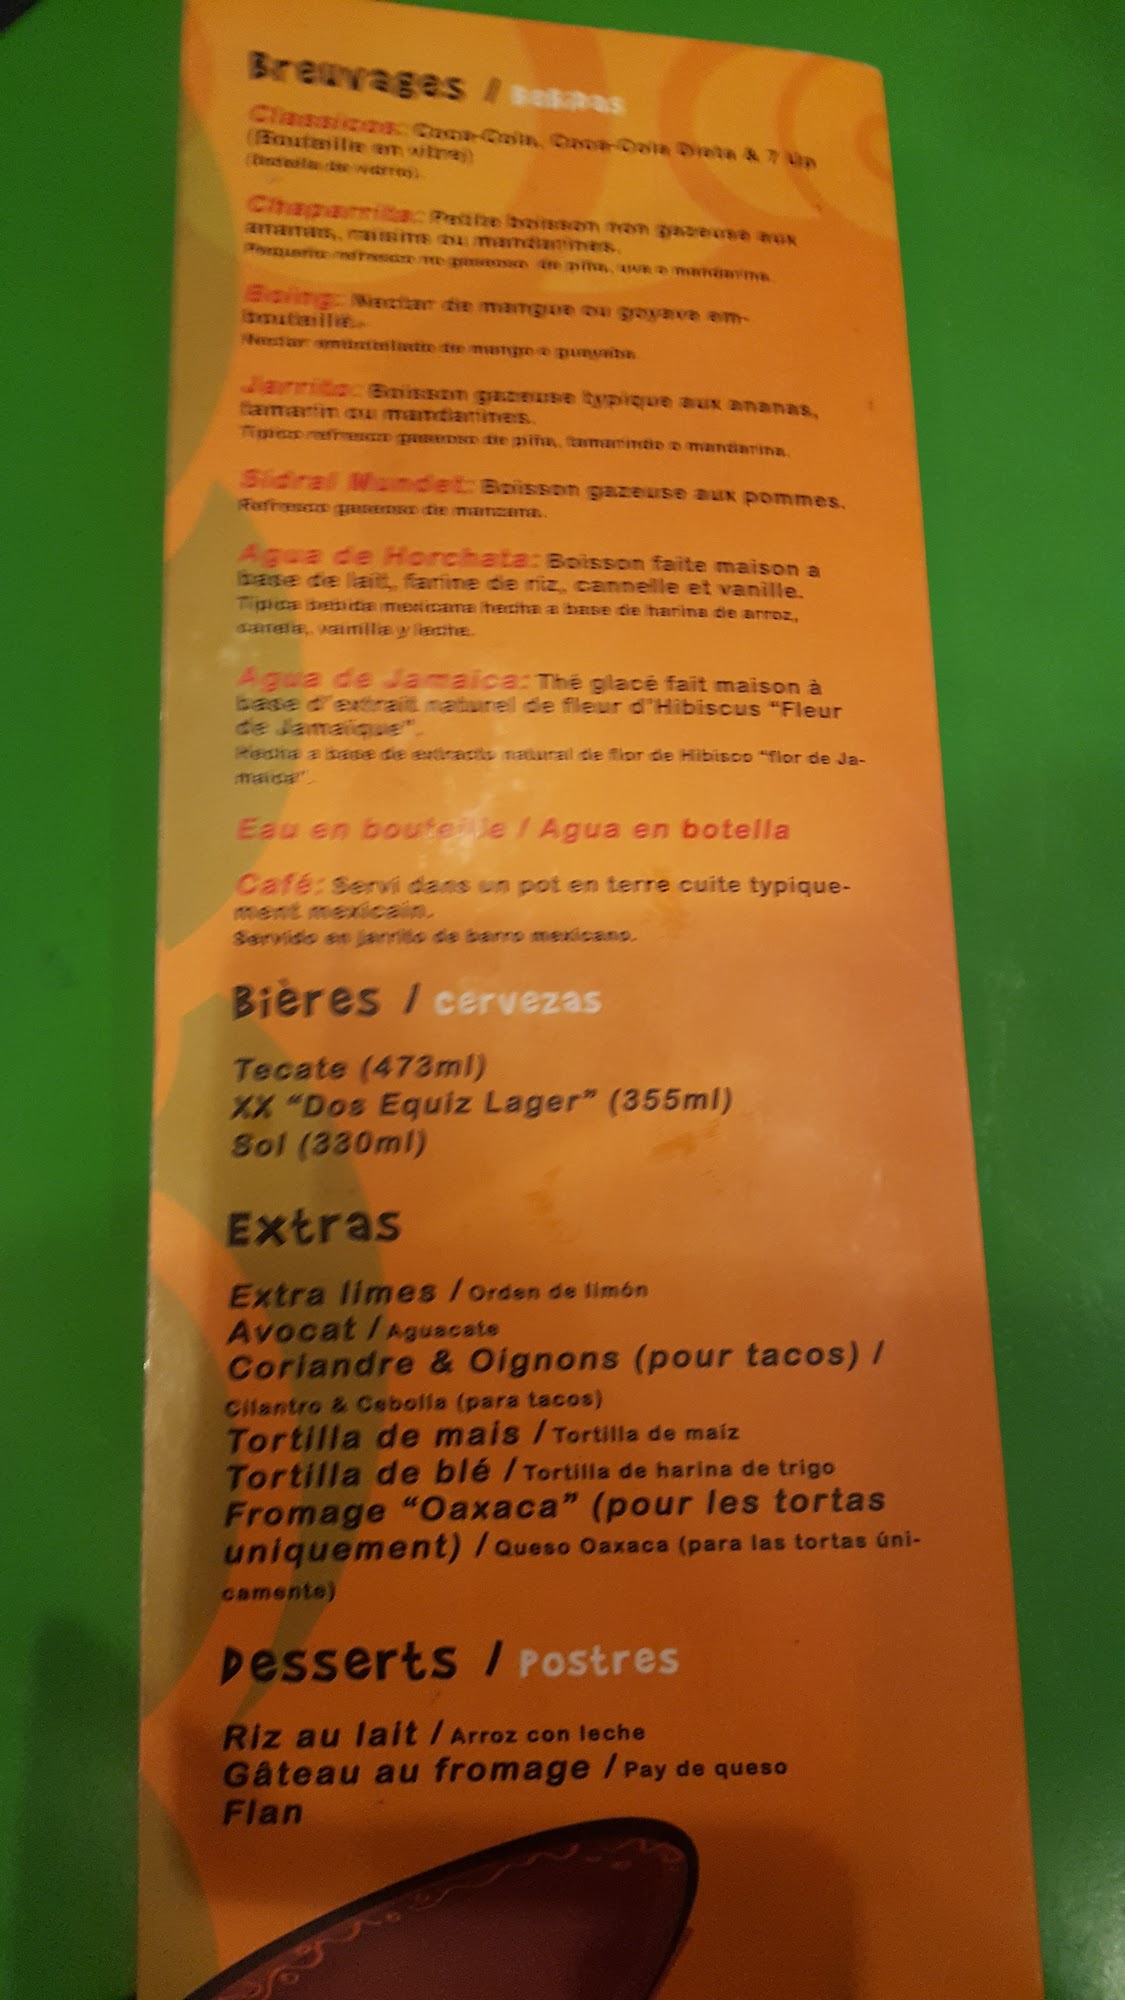 Breuvages / Bebidas
Classicos: Coca-Cola, Coca-Cola Diete & 7 Up
(Bouteille en vitre)
(botella de vidrio).
Chaparrita: Petite boisson non gazeuse aux
ananas, raisins ou mandarines.
Pequeño refresco no gaseoso de piña, uva o mandarina.
Boing: Nectar de mangue ou goyave em-
bouteillé.
Nectar embotellado de mango o guayaba.
Jarrito: Boisson gazeuse typique aux ananas,
tamarin ou mandarines.
Tipico refresco gaseoso de piña, tamarindo o mandarina.
Sidral Mundet: Boisson gazeuse aux pommes.
Refresco gaseoso de manzana.
Agua de Horchata: Boisson faite maison a
base de lait, farine de riz, cannelle et vanille.
Tipica bebida mexicana hecha a base de harina de arroz,
canela, vainilla y leche.
Agua de Jamaica: Thé glacé fait maison à
base d'extrait naturel de fleur d'Hibiscus "Fleur
de Jamaïque".
Hecha a base de extracto natural de flor de Hibisco "flor de Ja-
maica".
Eau en bouteille / Agua en botella
Café: Servi dans un pot en terre cuite typique-
ment mexicain.
Servido en jarrito de barro mexicano.
Bières / cervezas
Tecate (473ml)
XX "Dos Equiz Lager" (355ml)
Sol (330ml)
Extras
Extra limes / Orden de limón
Avocat / Aguacate
Coriandre & Oignons (pour tacos) /
Cilantro & Cebolla (para tacos)
Tortilla de mais / Tortilla de maíz
Tortilla de blé / Tortilla de harina de trigo
Fromage "Oaxaca" (pour les tortas
uniquement) / Queso Oaxaca (para las tortas úni-
camente)
Desserts / Postres
Riz au lait / Arroz con leche
Gâteau au fromage / Pay de queso
Flan